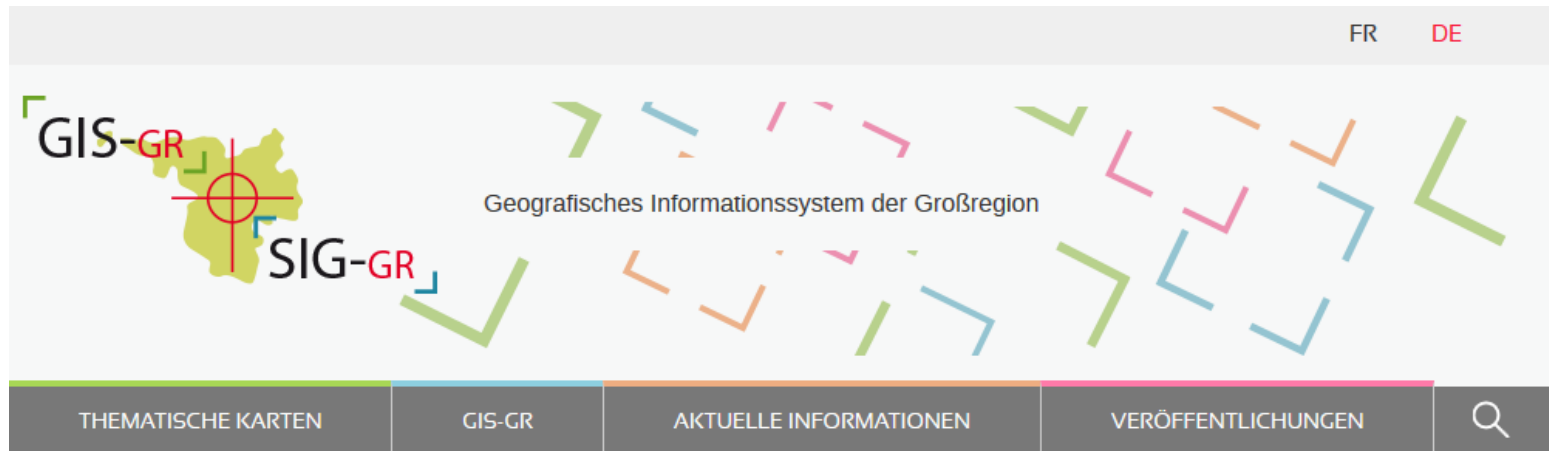 FR DE
GIS-GR
Geografisches Informationssystem der Großregion
SIG-GR
THEMATISCHE KARTEN GIS-GR AKTUELLE INFORMATIONEN VERÖFFENTLICHUNGEN